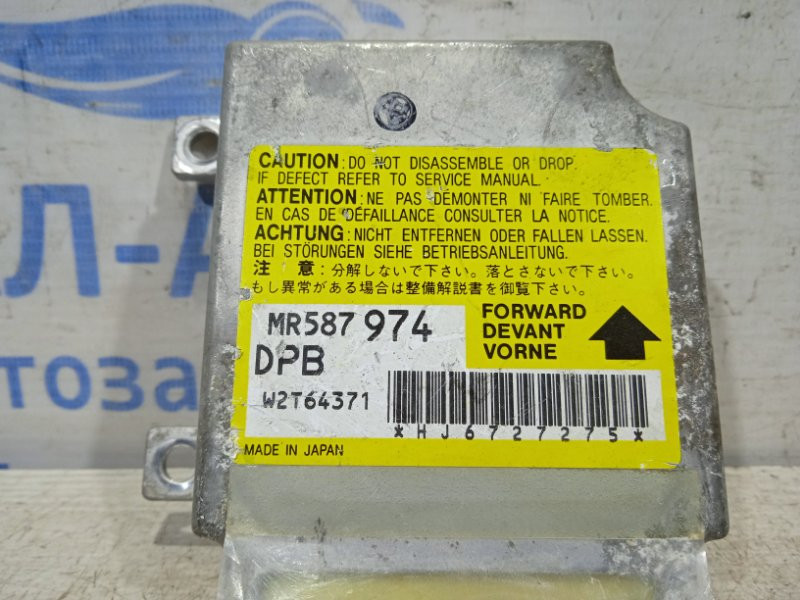 CAUTION: DO NOT DISASSEMBLE OR DROP.
IF DEFECT REFER TO SERVICE MANUAL.
ATTENTION: NE PAS DÉMONTER NI FAIRE TOMBER.
EN CAS DE DÉFAILLANCE CONSULTER LA NOTICE.
ACHTUNG: NICHT ENTFERNEN ODER FALLEN LASSEN.
BEI STÖRUNGEN SIEHE BETRIEBSANLEITUNG.
注 意:分解しないで下さい。落とさないで下さい。
もし異常がある場合は整備解説書を御覧下さい。
MR587 974
DPB
W2T64371
FORWARD
DEVANT
VORNE
*HJ6727275*
MADE IN JAPAN
Л-А
тоза